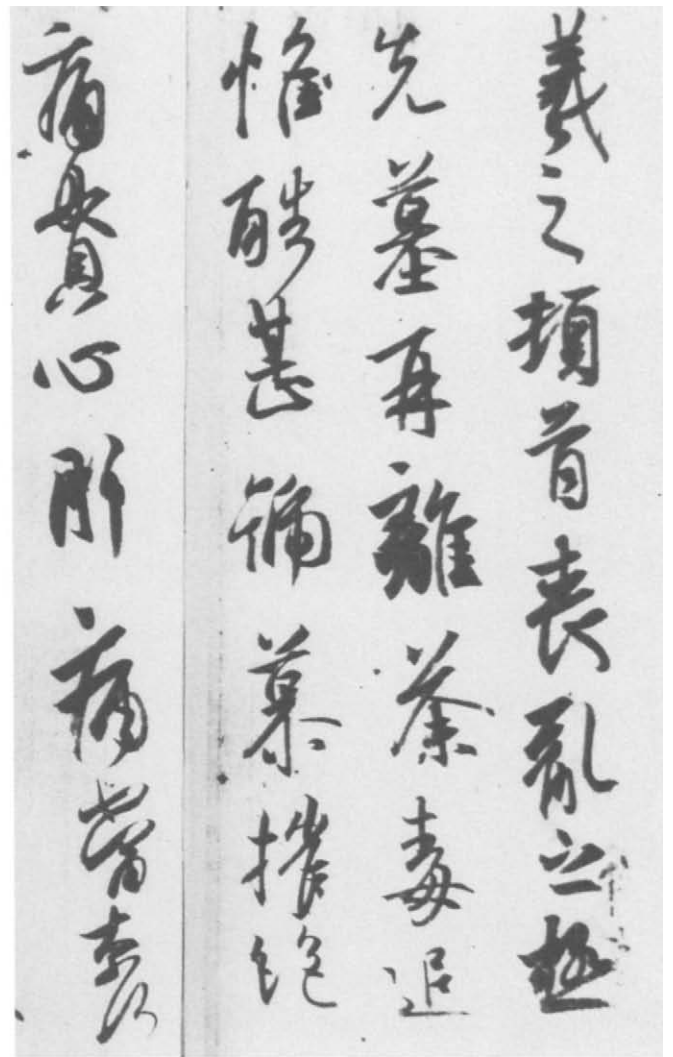 羲之頓首喪亂之極
先墓再離荼毒追
惟酷甚號慕摧絕
痛貫心肝痛當奈何